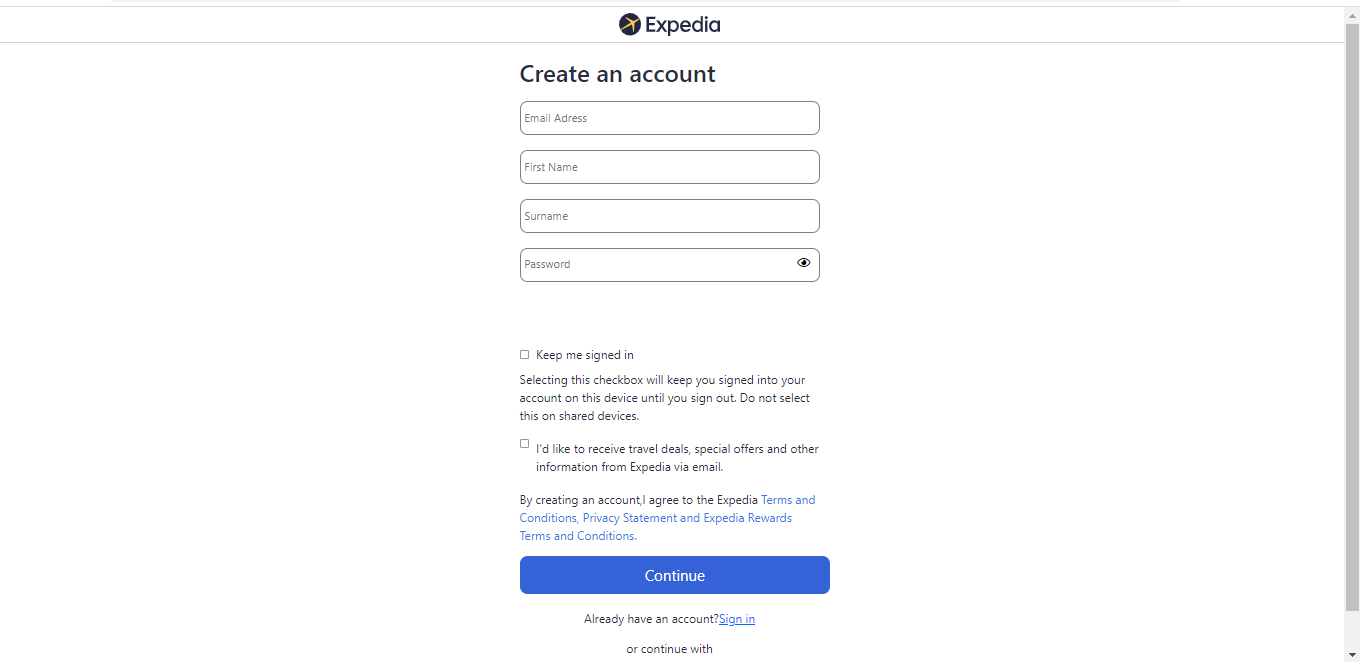 Expedia
Create an account
Email Adress
First Name
Surname
Password
Keep me signed in
Selecting this checkbox will keep you signed into your
account on this device until you sign out. Do not select
this on shared devices.
I'd like to receive travel deals, special offers and other
information from Expedia via email.
By creating an account,I agree to the Expedia Terms and
Conditions, Privacy Statement and Expedia Rewards
Terms and Conditions.
Continue
Already have an account?Sign in
or continue with